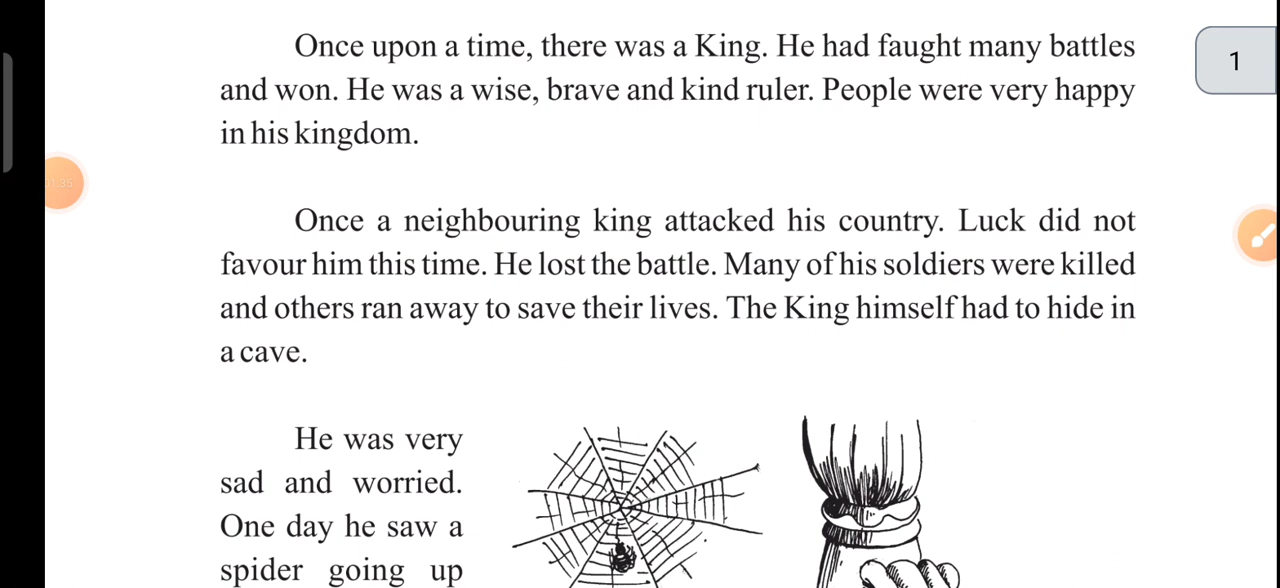 Once upon a time, there was a King. He had faught many battles
and won. He was a wise, brave and kind ruler. People were very happy
in his kingdom.
Once a neighbouring king attacked his country. Luck did not
favour him this time. He lost the battle. Many of his soldiers were killed
and others ran away to save their lives. The King himself had to hide in
a cave.
He was very
sad and worried.
One day he saw a
spider going up
1
01:35